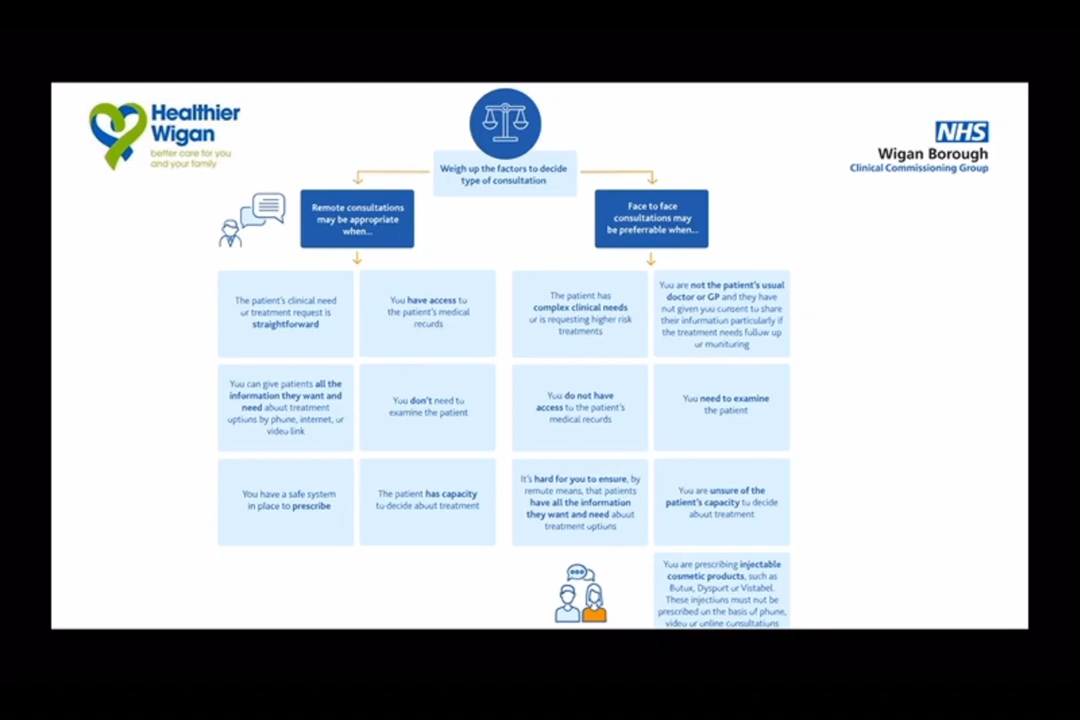 Healthier
Wigan
better care for you
and your family
NHS
Wigan Borough
Clinical Commissioning Group
Weigh up the factors to decide
type of consultation
Remote consultations
may be appropriate
when...
Face to face
consultations may
be preferrable when...
The patient's clinical need
or treatment request is
straightforward
You have access to
the patient's medical
records
The patient has
complex clinical needs
or is requesting higher risk
treatments
You are not the patient's usual
doctor or GP and they have
not given you consent to share
their information particularly if
the treatment needs follow up
or monitoring
You can give patients all the
information they want and
need about treatment
options by phone, internet, or
video link
You don't need to
examine the patient
You do not have
access to the patient's
medical records
You need to examine
the patient
You have a safe system
in place to prescribe
The patient has capacity
to decide about treatment
It's hard for you to ensure, by
remote means, that patients
have all the information
they want and need about
treatment options
You are unsure of the
patient's capacity to decide
about treatment
You are prescribing injectable
cosmetic products, such as
Botox, Dysport or Vistabel.
These injections must not be
prescribed on the basis of phone,
video or online consultations